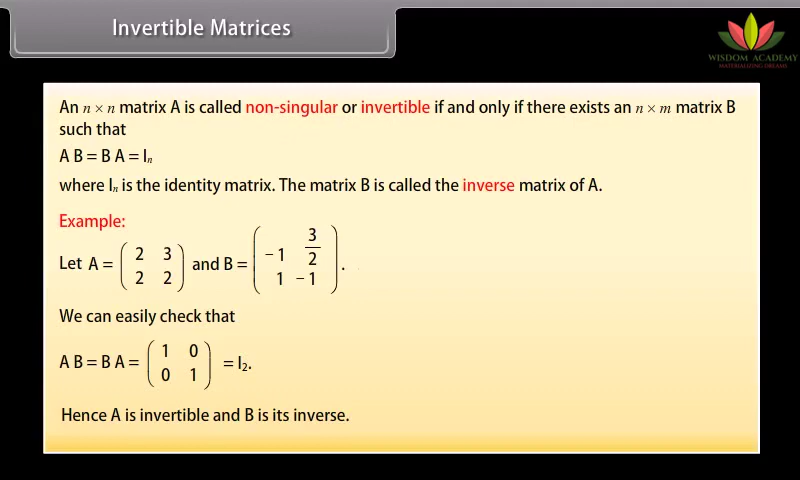 Invertible Matrices
WISDOM ACADEMY
MATERIALIZING DREAMS
An n × n matrix A is called non-singular or invertible if and only if there exists an n × m matrix B
such that
A B = B A = Iₙ
where Iₙ is the identity matrix. The matrix B is called the inverse matrix of A.
Example:
Let A = ( 2 3 ; 2 2 ) and B = ( −1 3/2 ; 1 −1 ).
We can easily check that
A B = B A = ( 1 0 ; 0 1 ) = I₂.
Hence A is invertible and B is its inverse.